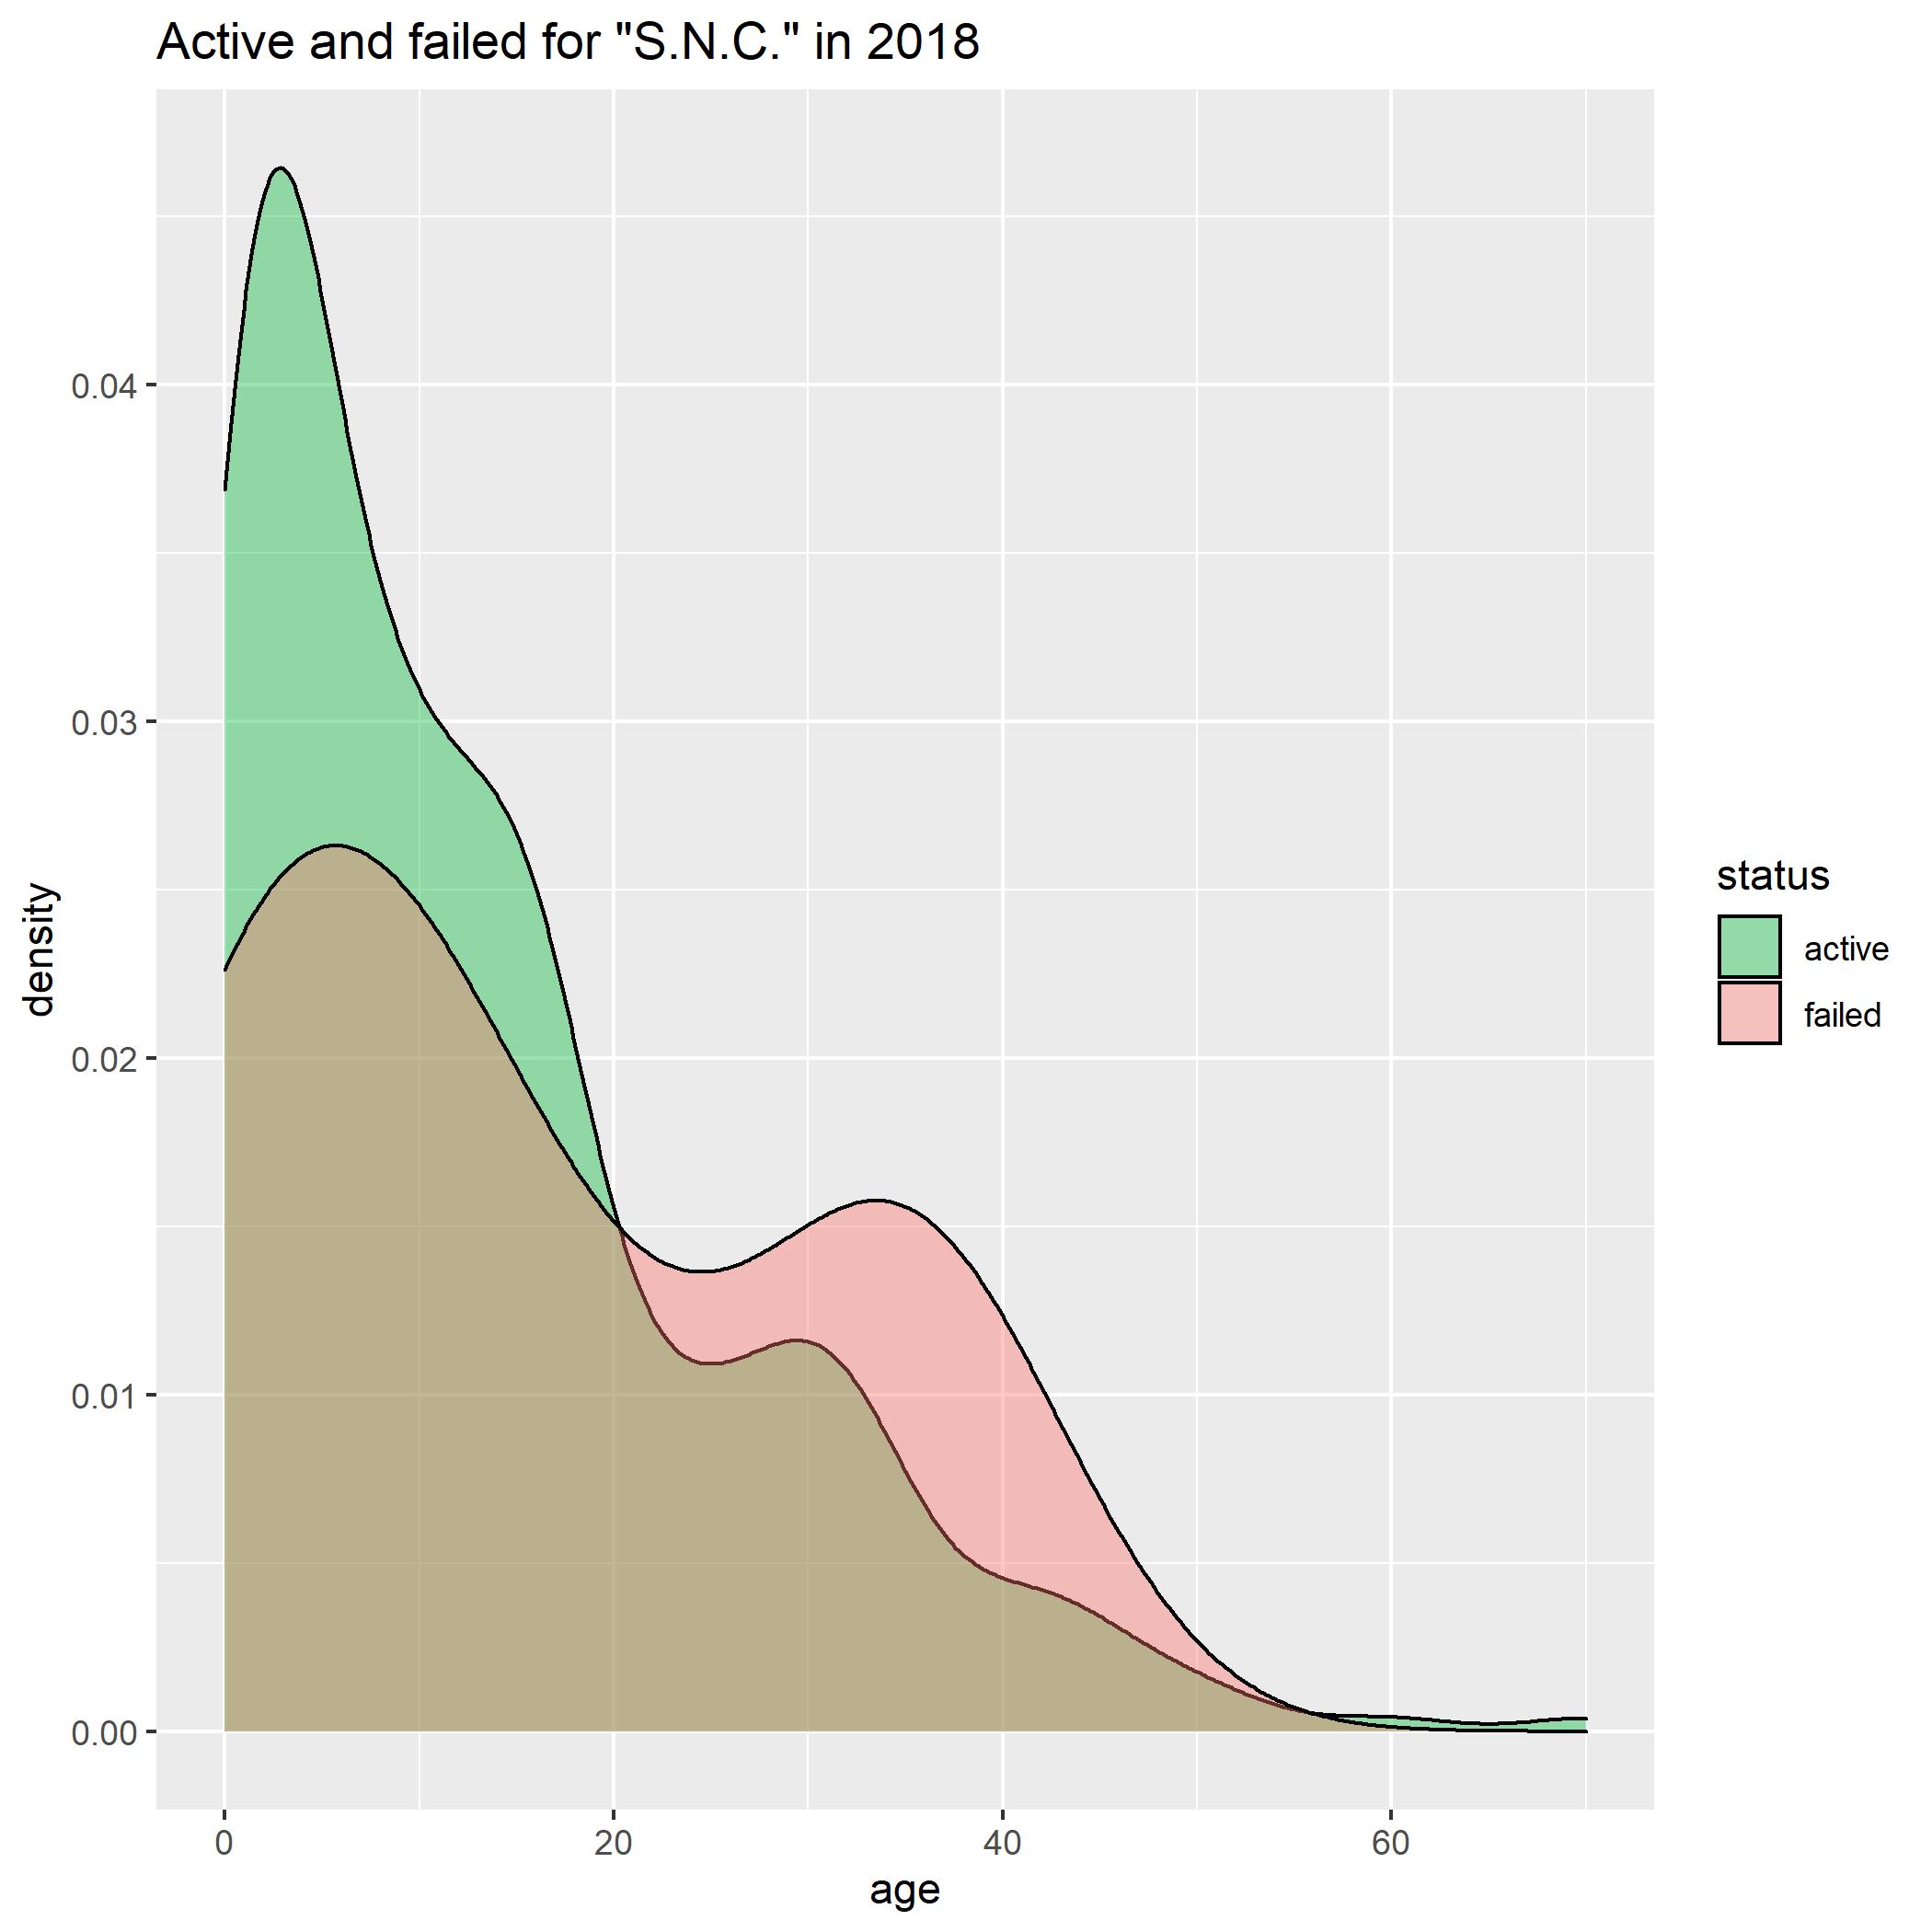 Active and failed for "S.N.C." in 2018
density
0.04
0.03
0.02
0.01
0.00
0 20 40 60
age
status
active
failed